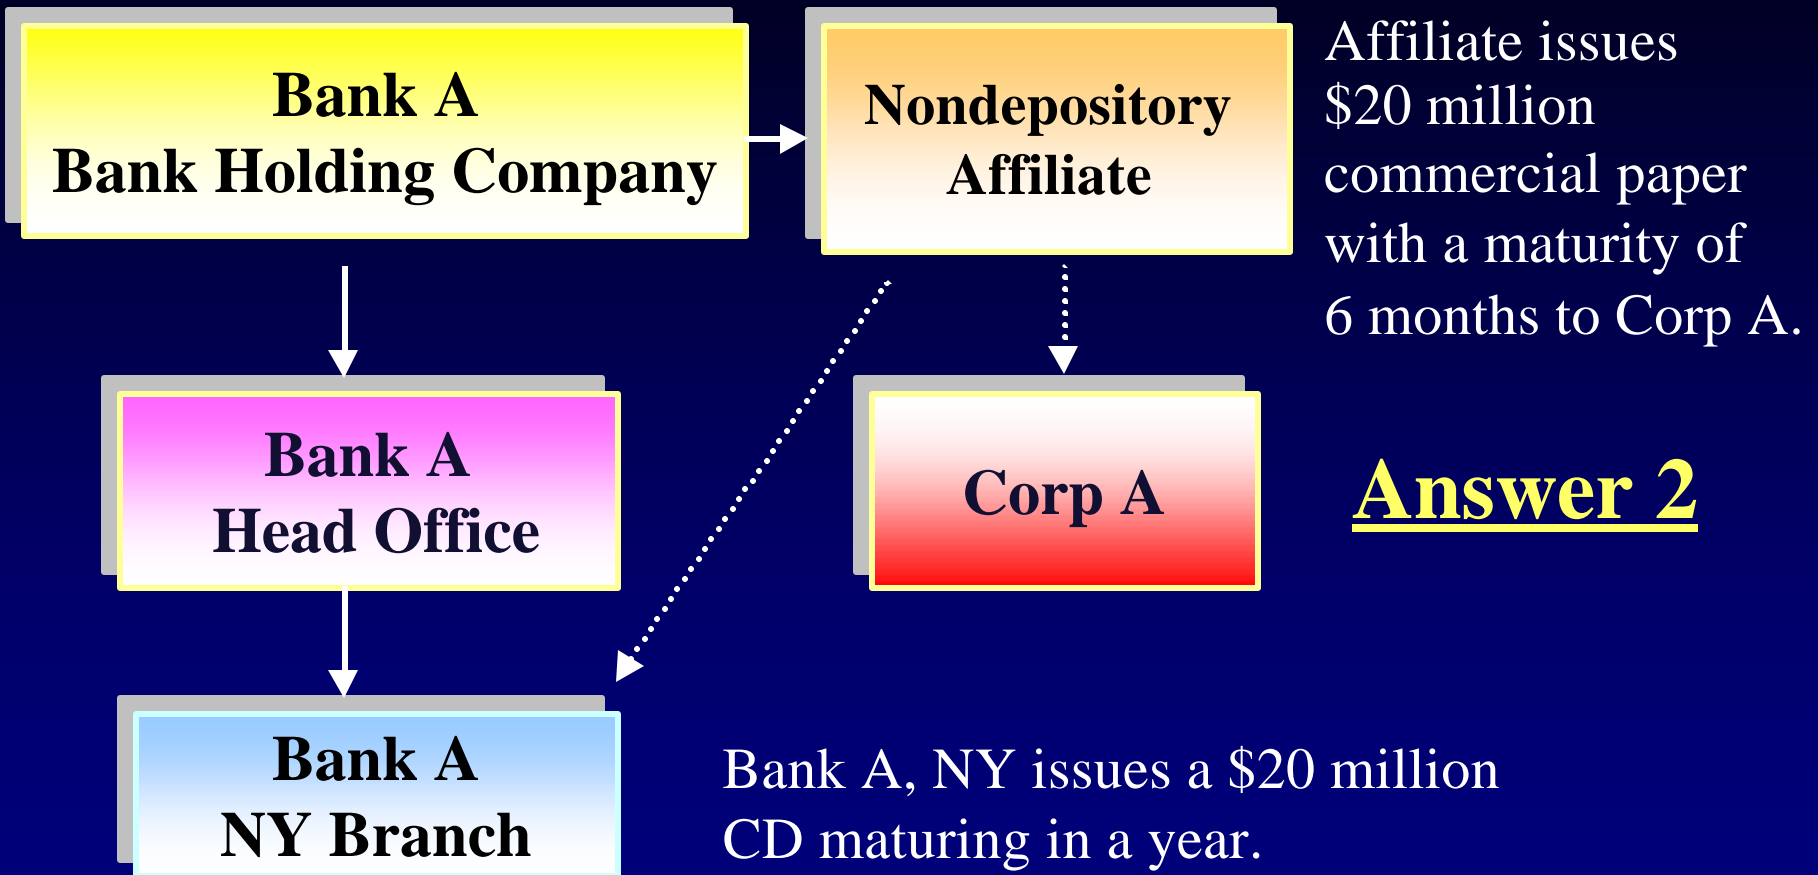 Bank A
Bank Holding Company
Nondepository
Affiliate
Affiliate issues
$20 million
commercial paper
with a maturity of
6 months to Corp A.
Bank A
Head Office
Corp A
Answer 2
Bank A
NY Branch
Bank A, NY issues a $20 million
CD maturing in a year.